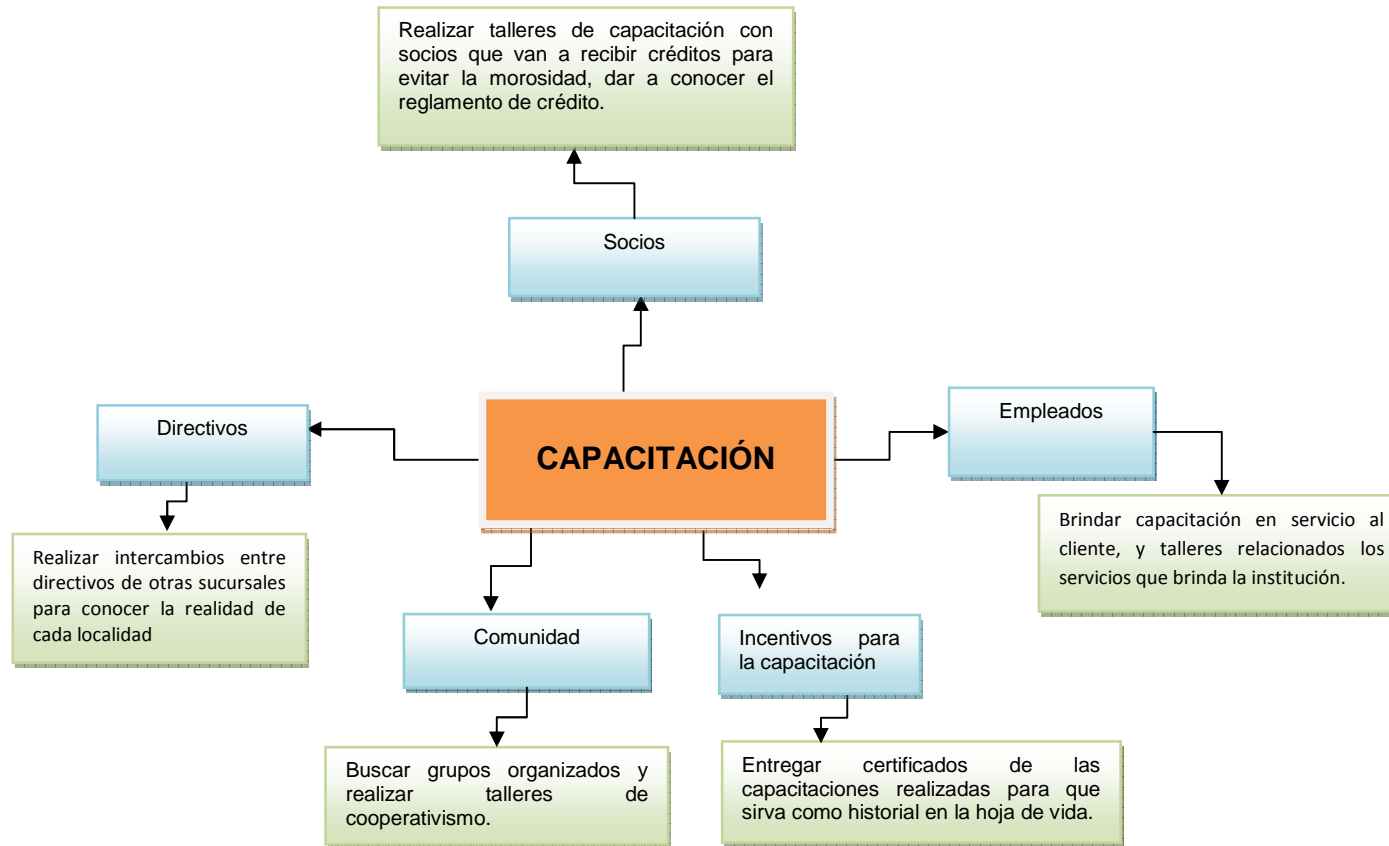 Realizar talleres de capacitación con
socios que van a recibir créditos para
evitar la morosidad, dar a conocer el
reglamento de crédito.
Socios
Directivos
CAPACITACIÓN
Empleados
Realizar intercambios entre
directivos de otras sucursales
para conocer la realidad de
cada localidad
Brindar capacitación en servicio al
cliente, y talleres relacionados los
servicios que brinda la institución.
Comunidad
Incentivos para
la capacitación
Buscar grupos organizados y
realizar talleres de
cooperativismo.
Entregar certificados de las
capacitaciones realizadas para que
sirva como historial en la hoja de vida.